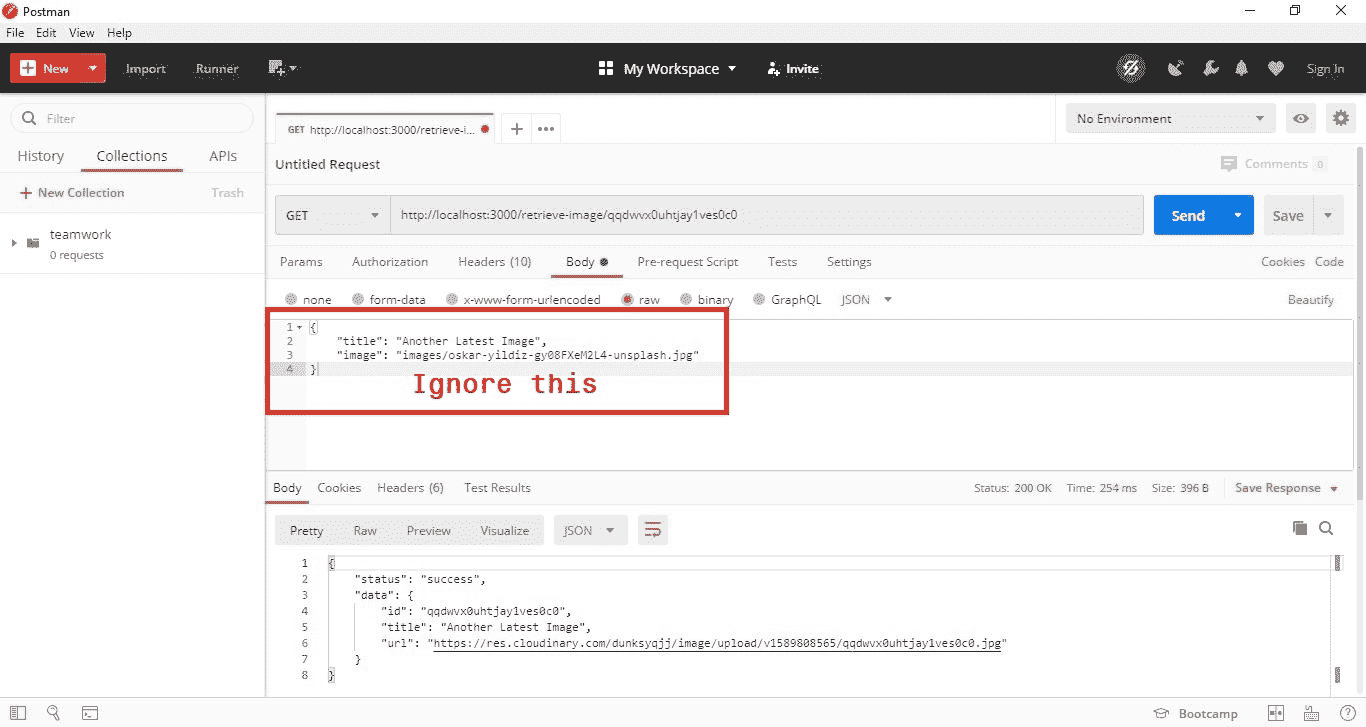 Postman
File Edit View Help
New Import Runner My Workspace Invite Sign In
Filter
History Collections APIs
New Collection Trash
teamwork
0 requests
GET http://localhost:3000/retrieve-i...
No Environment
Untitled Request
Comments 0
GET http://localhost:3000/retrieve-image/qqdwvx0uhtjay1ves0c0 Send Save
Params Authorization Headers (10) Body Pre-request Script Tests Settings Cookies Code
none form-data x-www-form-urlencoded raw binary GraphQL JSON Beautify
1 {
2 "title": "Another Latest Image",
3 "image": "images/oskar-yildiz-gy08FXeM2L4-unsplash.jpg"
4 }
Ignore this
Body Cookies Headers (6) Test Results Status: 200 OK Time: 254 ms Size: 396 B Save Response
Pretty Raw Preview Visualize JSON
1 {
2 "status": "success",
3 "data": {
4 "id": "qqdwvx0uhtjay1ves0c0",
5 "title": "Another Latest Image",
6 "url": "https://res.cloudinary.com/dunksyqjj/image/upload/v1589808565/qqdwvx0uhtjay1ves0c0.jpg"
7 }
8 }
Bootcamp